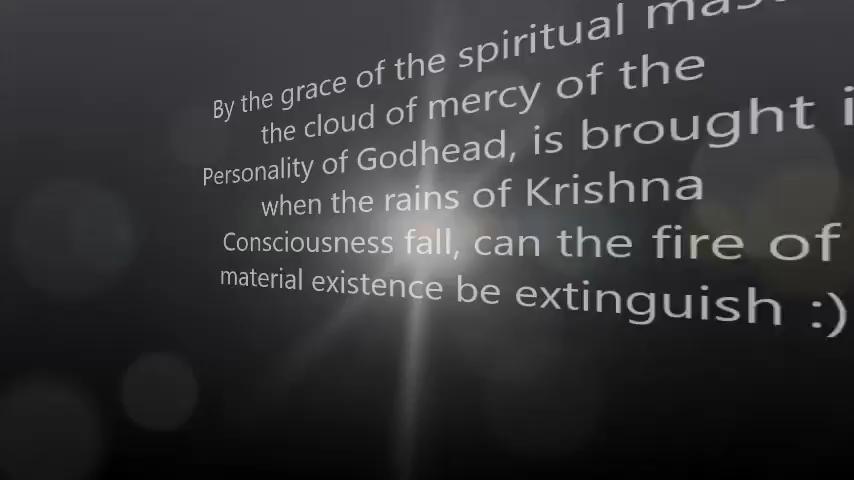 By the grace of the spiritual
the cloud of mercy of the
Personality of Godhead, is brought
when the rains of Krishna
Consciousness fall, can the fire of
material existence be extinguish :)